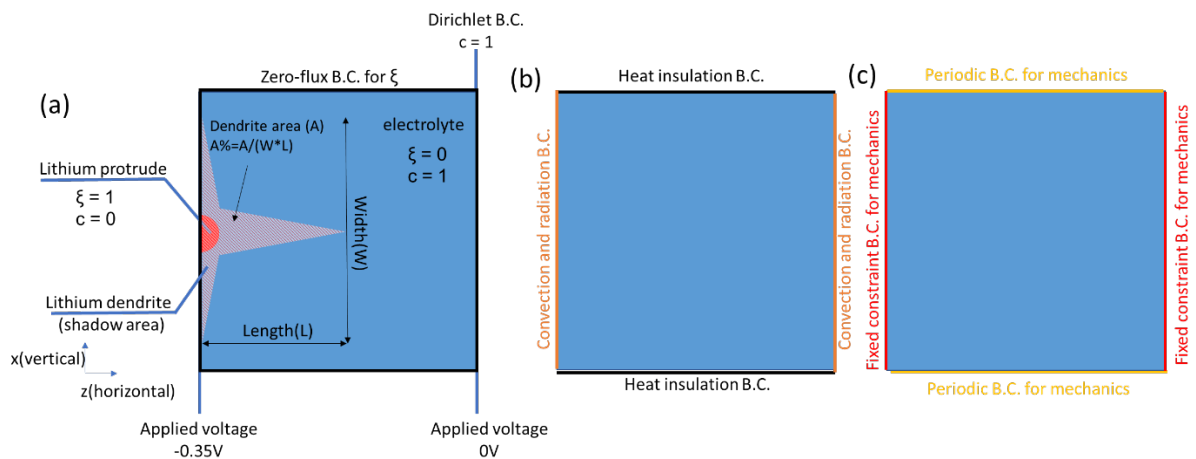 Dirichlet B.C.
c = 1
Zero-flux B.C. for ξ
(a)
Dendrite area (A)
A%=A/(W*L)
electrolyte
ξ = 0
c = 1
Lithium protrude
ξ = 1
c = 0
Width(W)
Lithium dendrite
(shadow area)
Length(L)
x(vertical)
z(horizontal)
Applied voltage
-0.35V
Applied voltage
0V
(b)
Heat insulation B.C.
Convection and radiation B.C.
Convection and radiation B.C.
Heat insulation B.C.
(c)
Periodic B.C. for mechanics
Fixed constraint B.C. for mechanics
Fixed constraint B.C. for mechanics
Periodic B.C. for mechanics